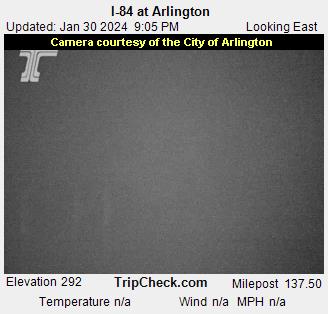 I-84 at Arlington
Updated: Jan 30 2024 9:05 PM Looking East
Camera courtesy of the City of Arlington
Elevation 292 TripCheck.com Milepost 137.50
Temperature n/a Wind n/a MPH n/a